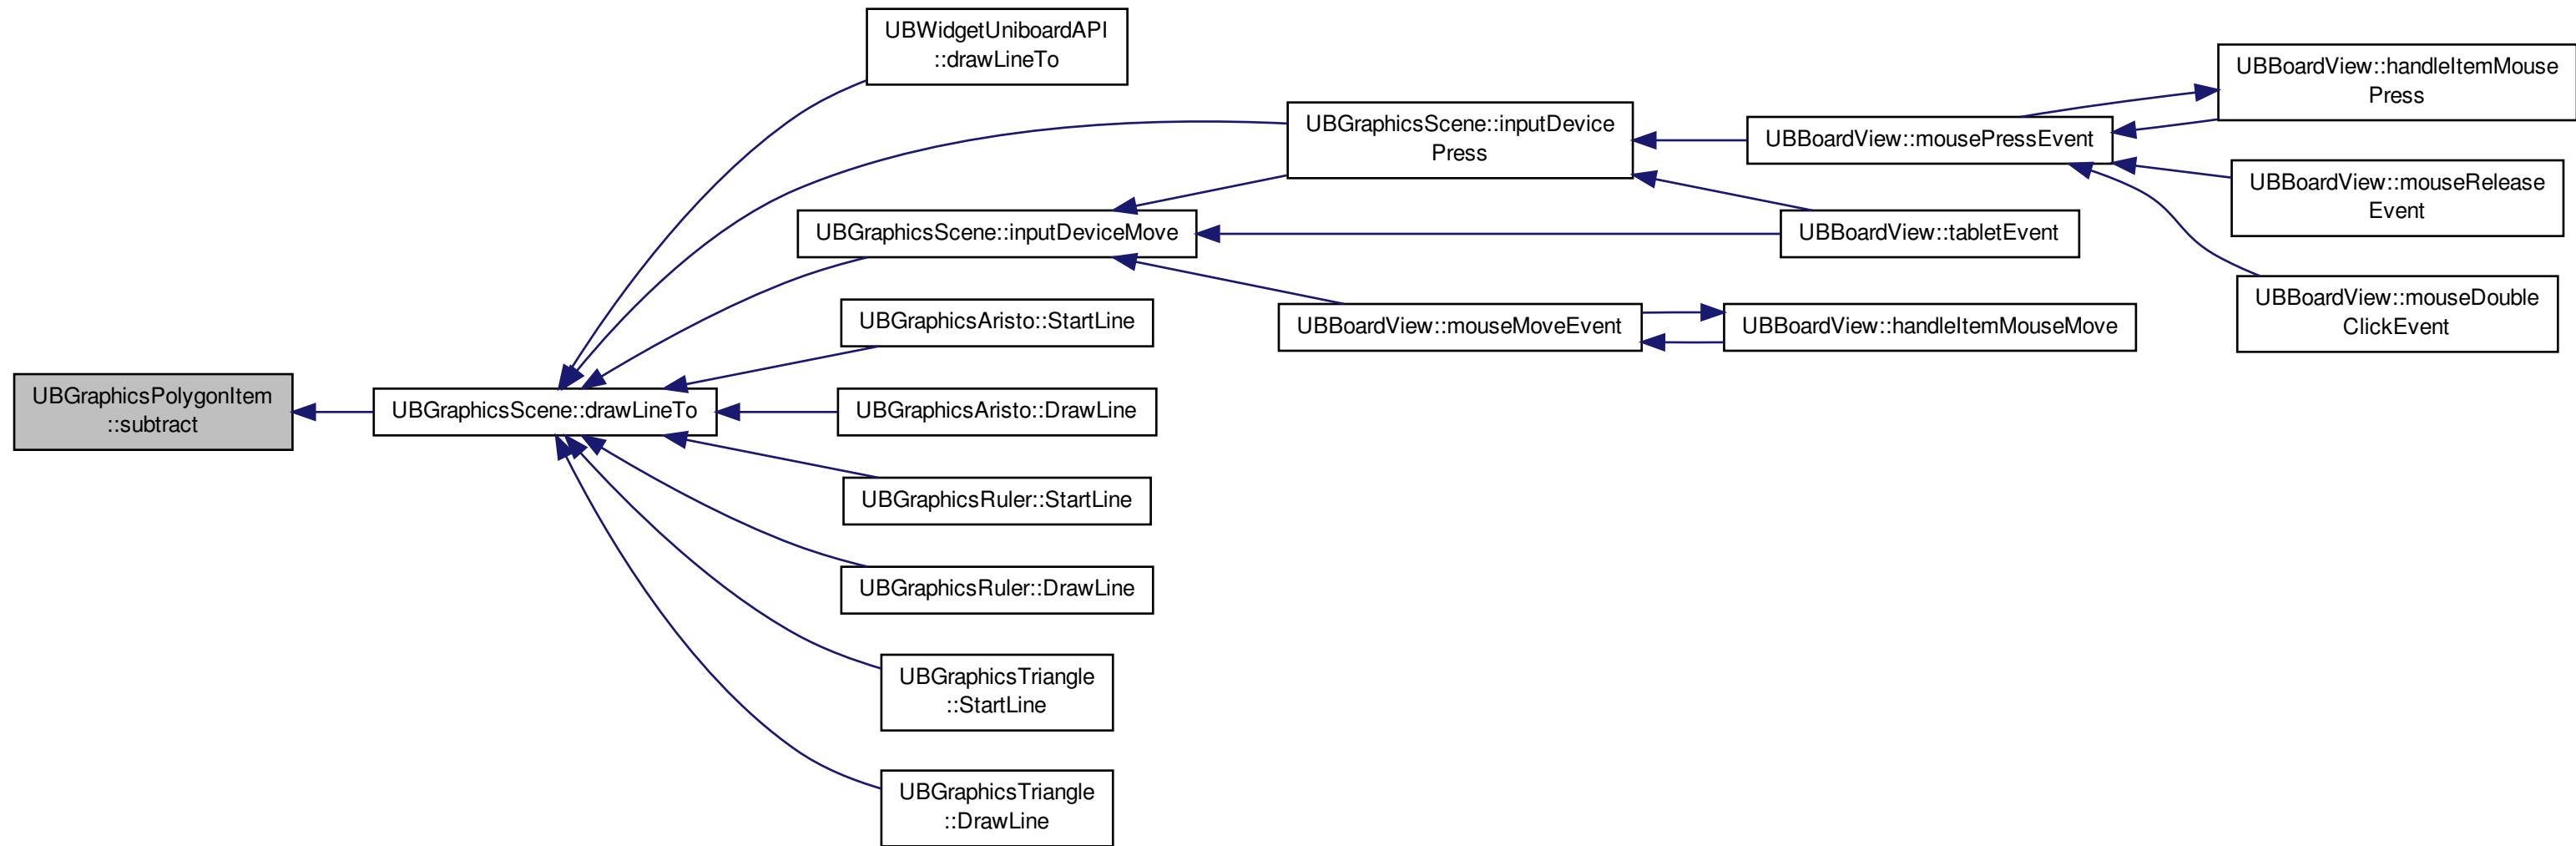 UBWidgetUniboardAPI
::drawLineTo
UBBoardView::handleItemMouse
Press
UBGraphicsScene::inputDevice
Press
UBBoardView::mousePressEvent
UBBoardView::mouseRelease
Event
UBGraphicsScene::inputDeviceMove
UBBoardView::tabletEvent
UBBoardView::mouseDouble
ClickEvent
UBGraphicsAristo::StartLine
UBBoardView::mouseMoveEvent
UBBoardView::handleItemMouseMove
UBGraphicsPolygonItem
::subtract
UBGraphicsScene::drawLineTo
UBGraphicsAristo::DrawLine
UBGraphicsRuler::StartLine
UBGraphicsRuler::DrawLine
UBGraphicsTriangle
::StartLine
UBGraphicsTriangle
::DrawLine